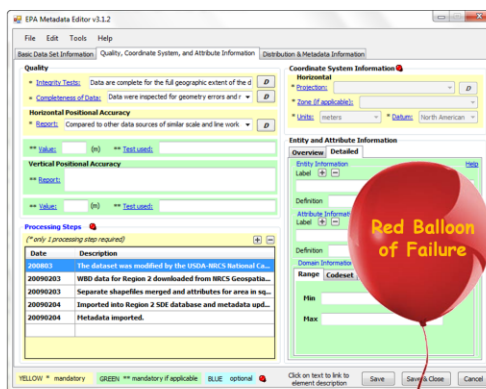 EPA Metadata Editor v3.1.2
File Edit Tools Help
Basic Data Set Information Quality, Coordinate System, and Attribute Information Distribution & Metadata Information
Quality
* Integrity Tests: Data are complete for the full geographic extent of the d D
* Completeness of Data: Data were inspected for geometry errors and r D
Horizontal Positional Accuracy
* Report: Compared to other data sources of similar scale and line work D
** Value: (m) ** Test used:
Vertical Positional Accuracy
** Report:
** Value: (m) ** Test used:
Processing Steps
(* only 1 processing step required)
Date Description
200803 The dataset was modified by the USDA-NRCS National Ca...
20090203 WBD data for Region 2 downloaded from NRCS Geospatia...
20090203 Separate shapefiles merged and attributes for area in sq...
20090204 Imported into Region 2 SDE database and metadata upd...
20090204 Metadata imported.
Coordinate System Information
Horizontal
* Projection: D
* Zone (if applicable):
* Units: meters * Datum: North American
Entity and Attribute Information
Overview Detailed
Entity Information Help
Label
Definition
Attribute Informatio
Label
Definition
Domain Information
Range Codeset
Min
Max
Red Balloon
of Failure
YELLOW * mandatory GREEN ** mandatory if applicable BLUE optional
Click on text to link to
element description
Save Save & Close Cancel